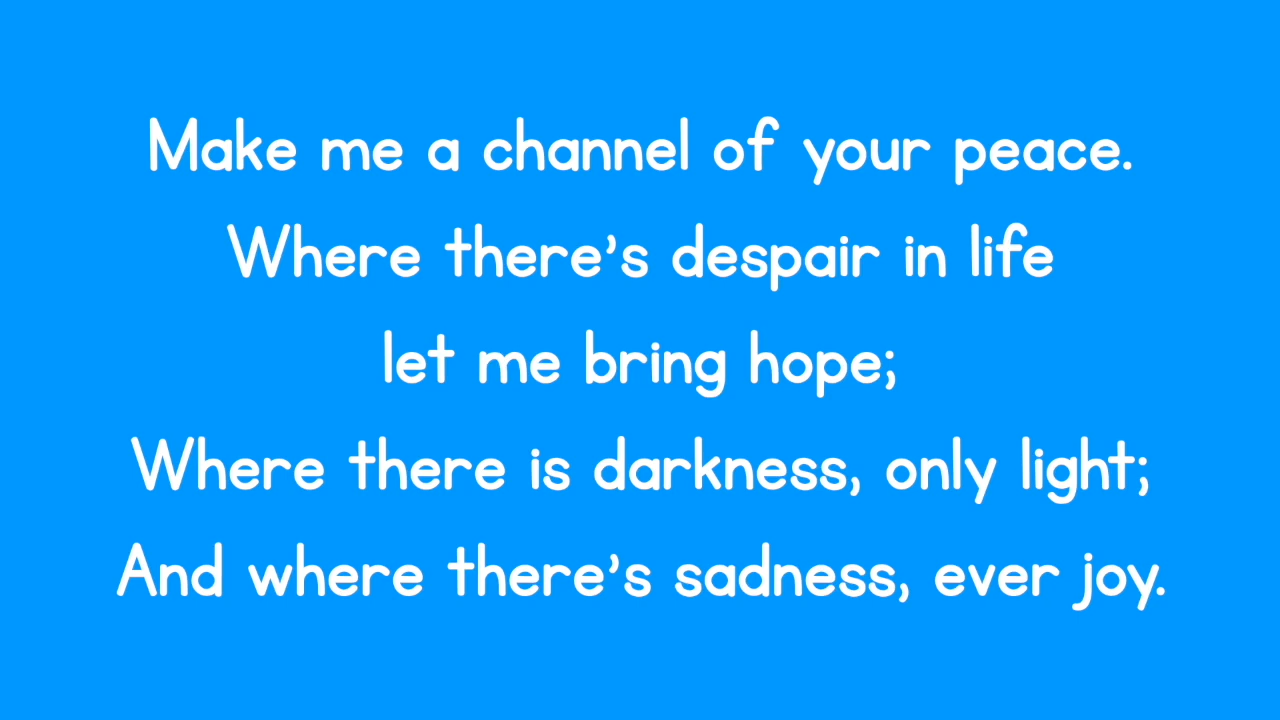 Make me a channel of your peace.
Where there's despair in life
let me bring hope;
Where there is darkness, only light;
And where there's sadness, ever joy.